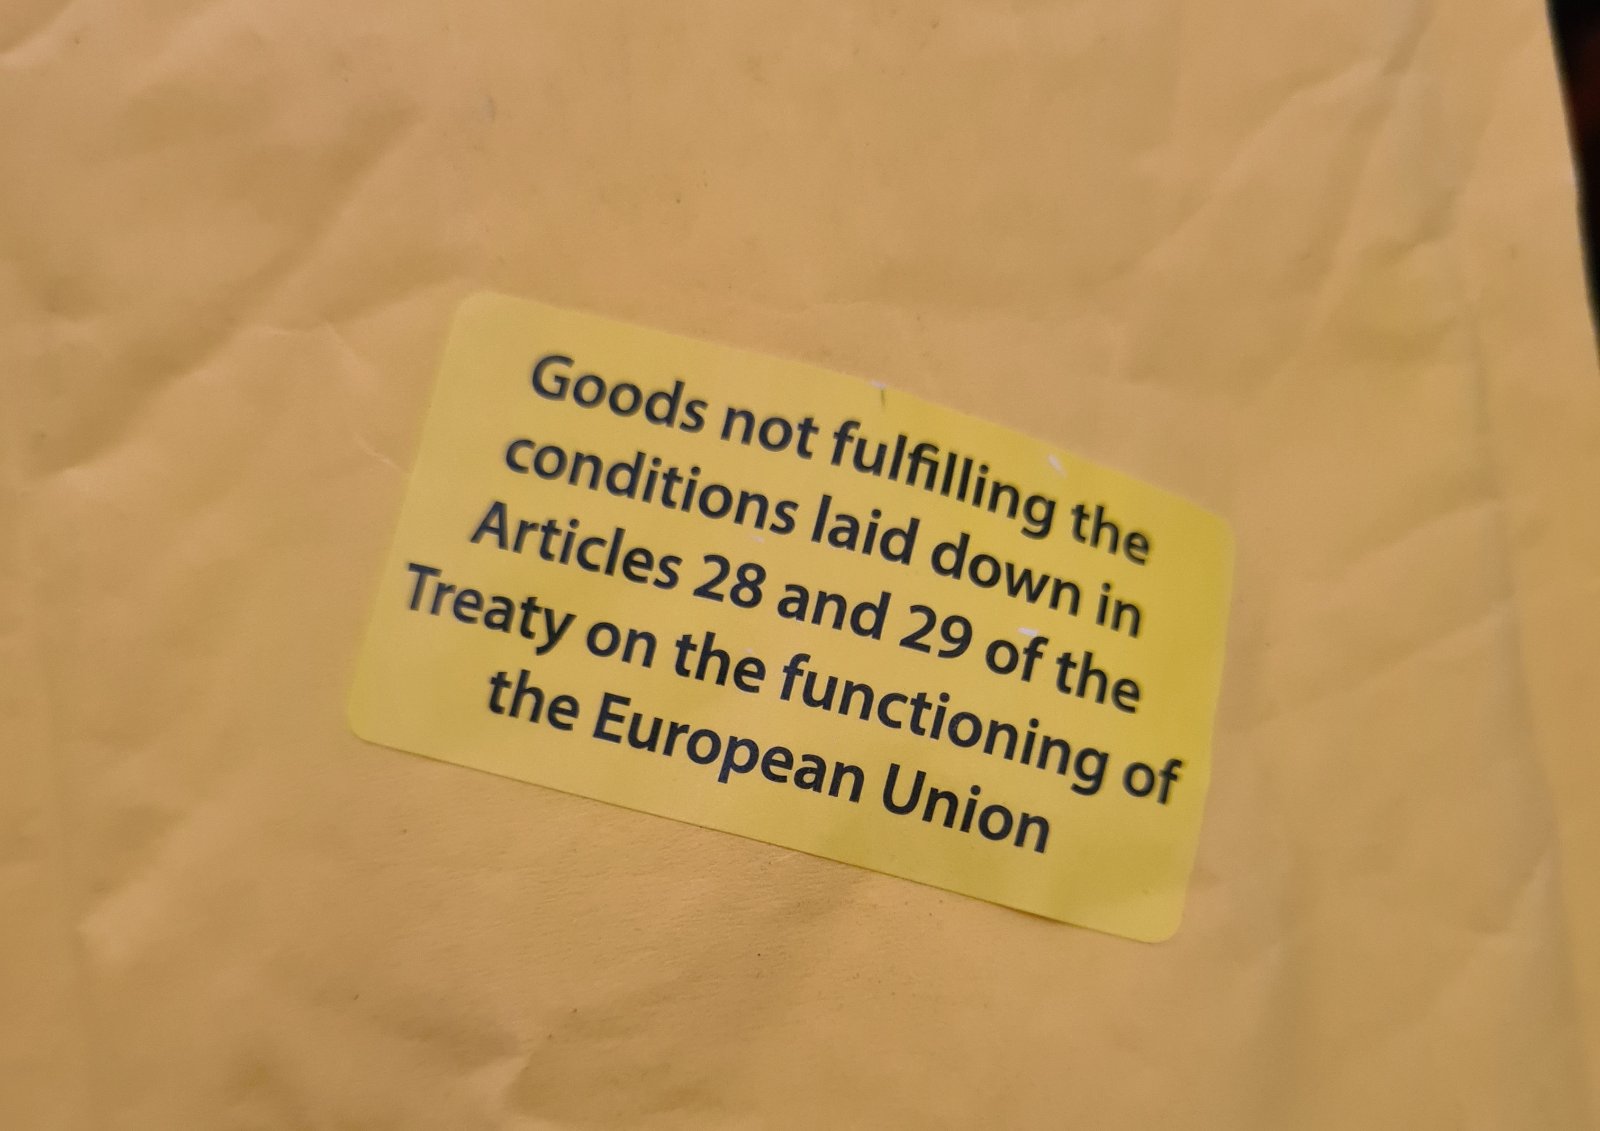 Goods not fulfilling the
conditions laid down in
Articles 28 and 29 of the
Treaty on the functioning of
the European Union